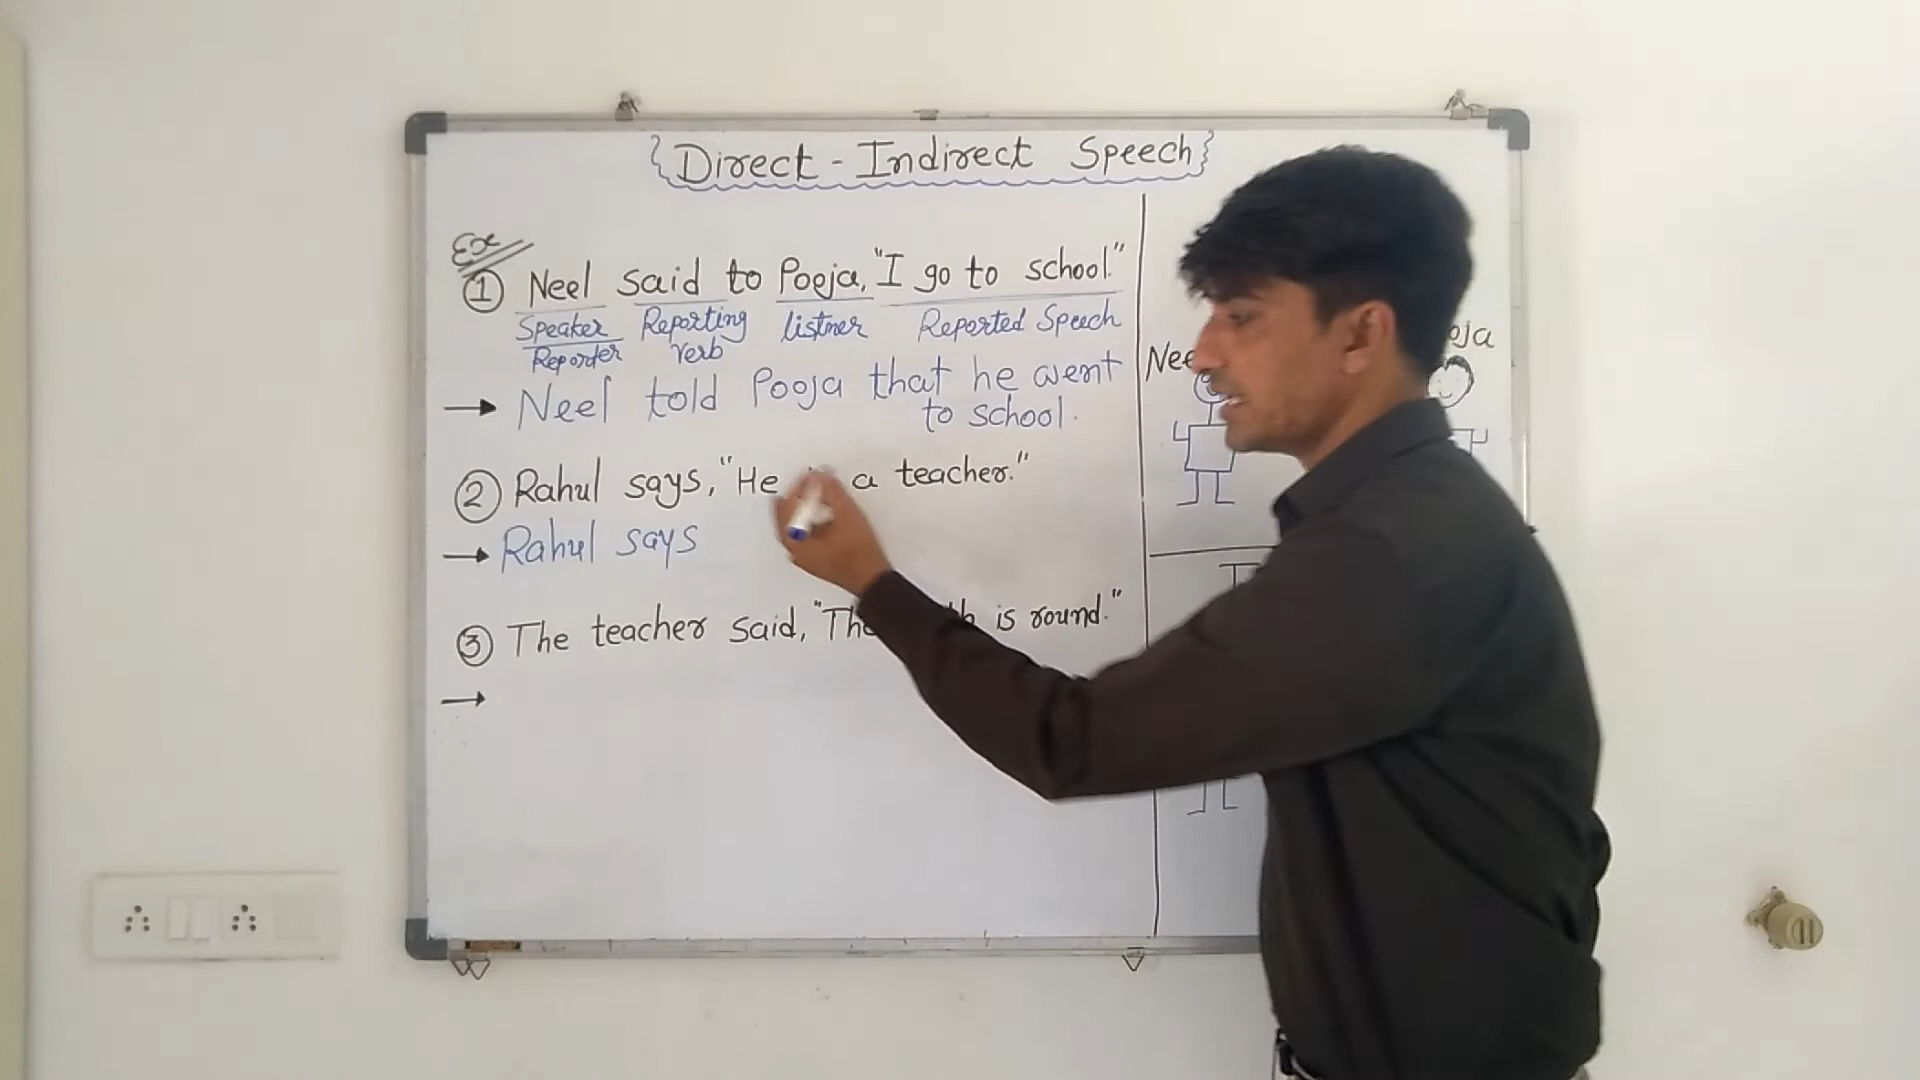 {Direct - Indirect Speech}
Ex
① Neel said to Pooja, "I go to school."
Speaker Reporting listner Reported Speech
Reporter verb
→ Neel told Pooja that he went
to school.
② Rahul says, "He a teacher."
→ Rahul says
③ The teacher said, "The is round."
→